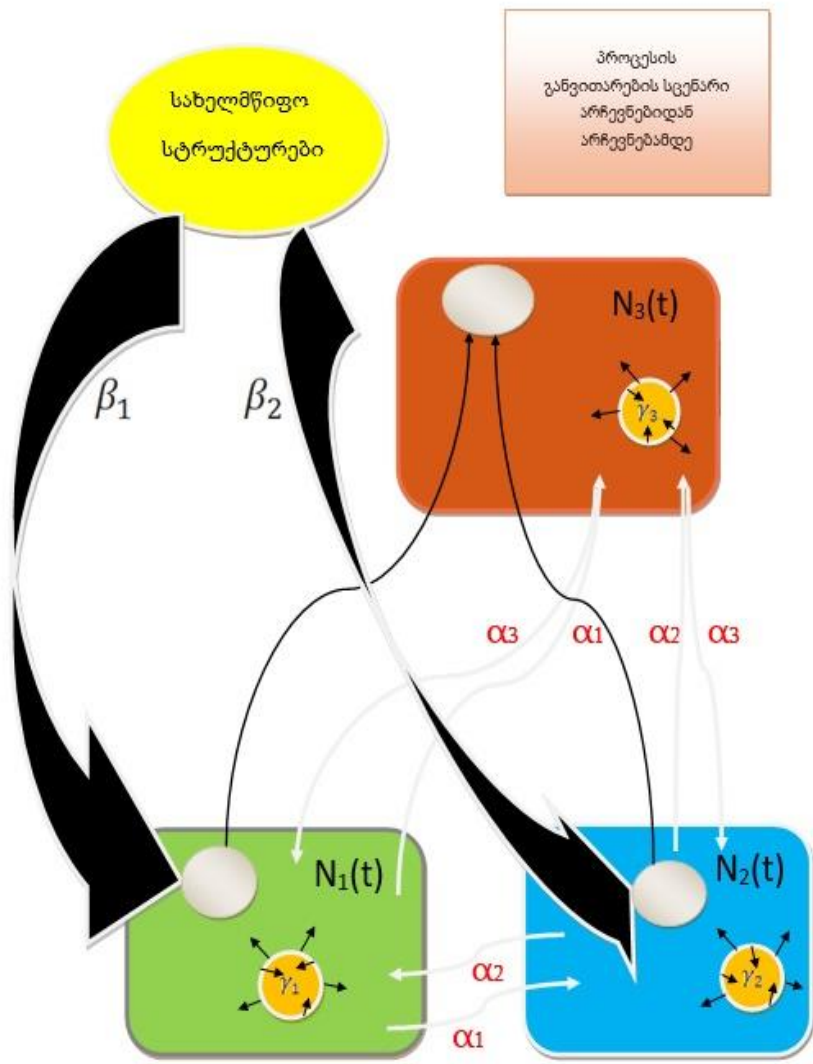 სახელმწიფო
სტრუქტურები
პროცესის
განვითარების სცენარი
არჩევნებიდან
არჩევნებამდე
N₃(t)
β₁
β₂
γ₃
α3
α1
α2
α3
N₁(t)
N₂(t)
α2
γ₁
γ₂
α1